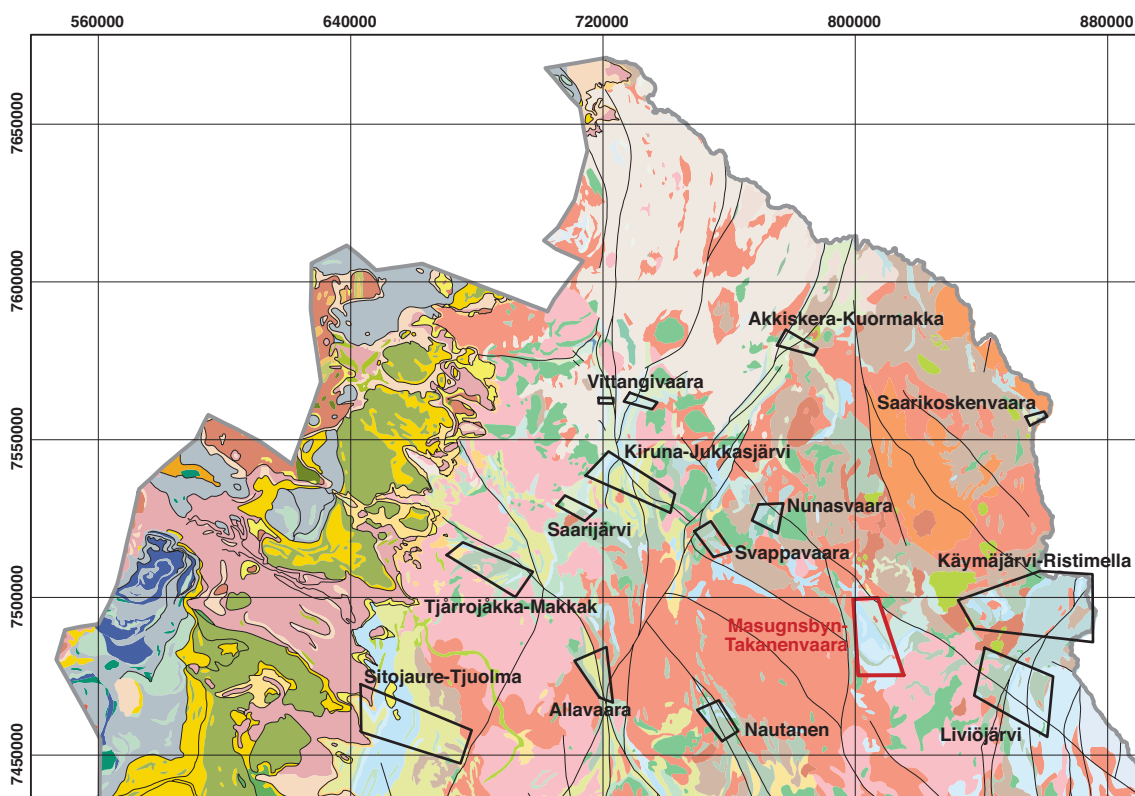 560000
640000
720000
800000
880000
7650000
7600000
7550000
7500000
7450000
Akkiskera-Kuormakka
Vittangivaara
Saarikoskenvaara
Kiruna-Jukkasjärvi
Nunasvaara
Saarijärvi
Svappavaara
Käymäjärvi-Ristimella
Tjårrojåkka-Makkak
Masugnsbyn-
Takanenvaara
Sitojaure-Tjuolma
Allavaara
Nautanen
Liviöjärvi